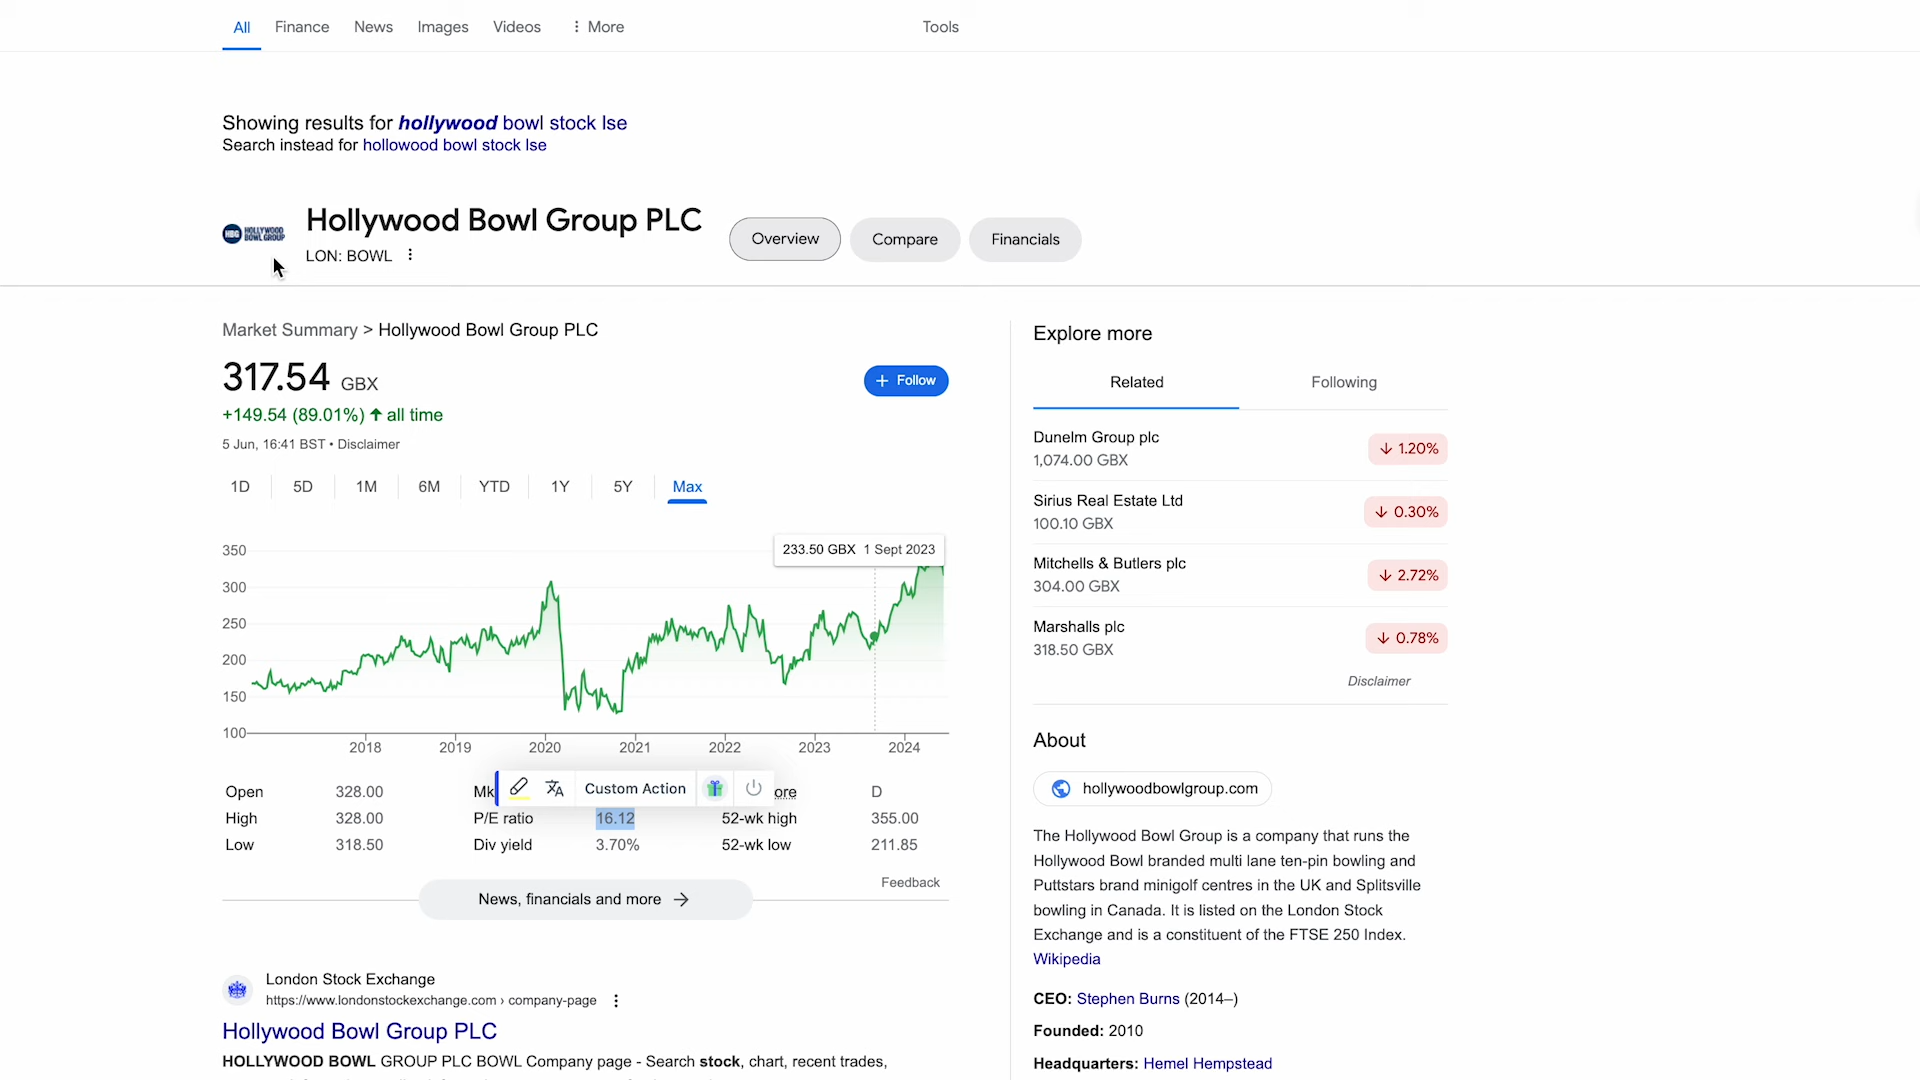 All Finance News Images Videos ⋮ More Tools
Showing results for hollywood bowl stock lse
Search instead for hollowood bowl stock lse
HBG HOLLYWOOD BOWL GROUP
Hollywood Bowl Group PLC
LON: BOWL
Overview Compare Financials
Market Summary > Hollywood Bowl Group PLC
317.54 GBX
+ Follow
+149.54 (89.01%) ↑ all time
5 Jun, 16:41 BST • Disclaimer
1D 5D 1M 6M YTD 1Y 5Y Max
233.50 GBX 1 Sept 2023
350
300
250
200
150
100
2018 2019 2020 2021 2022 2023 2024
Custom Action
Open 328.00 Mk ore D
High 328.00 P/E ratio 16.12 52-wk high 355.00
Low 318.50 Div yield 3.70% 52-wk low 211.85
Feedback
News, financials and more →
London Stock Exchange
https://www.londonstockexchange.com › company-page
Hollywood Bowl Group PLC
HOLLYWOOD BOWL GROUP PLC BOWL Company page - Search stock, chart, recent trades,
Explore more
Related Following
Dunelm Group plc
1,074.00 GBX
↓ 1.20%
Sirius Real Estate Ltd
100.10 GBX
↓ 0.30%
Mitchells & Butlers plc
304.00 GBX
↓ 2.72%
Marshalls plc
318.50 GBX
↓ 0.78%
Disclaimer
About
hollywoodbowlgroup.com
The Hollywood Bowl Group is a company that runs the
Hollywood Bowl branded multi lane ten-pin bowling and
Puttstars brand minigolf centres in the UK and Splitsville
bowling in Canada. It is listed on the London Stock
Exchange and is a constituent of the FTSE 250 Index.
Wikipedia
CEO: Stephen Burns (2014–)
Founded: 2010
Headquarters: Hemel Hempstead